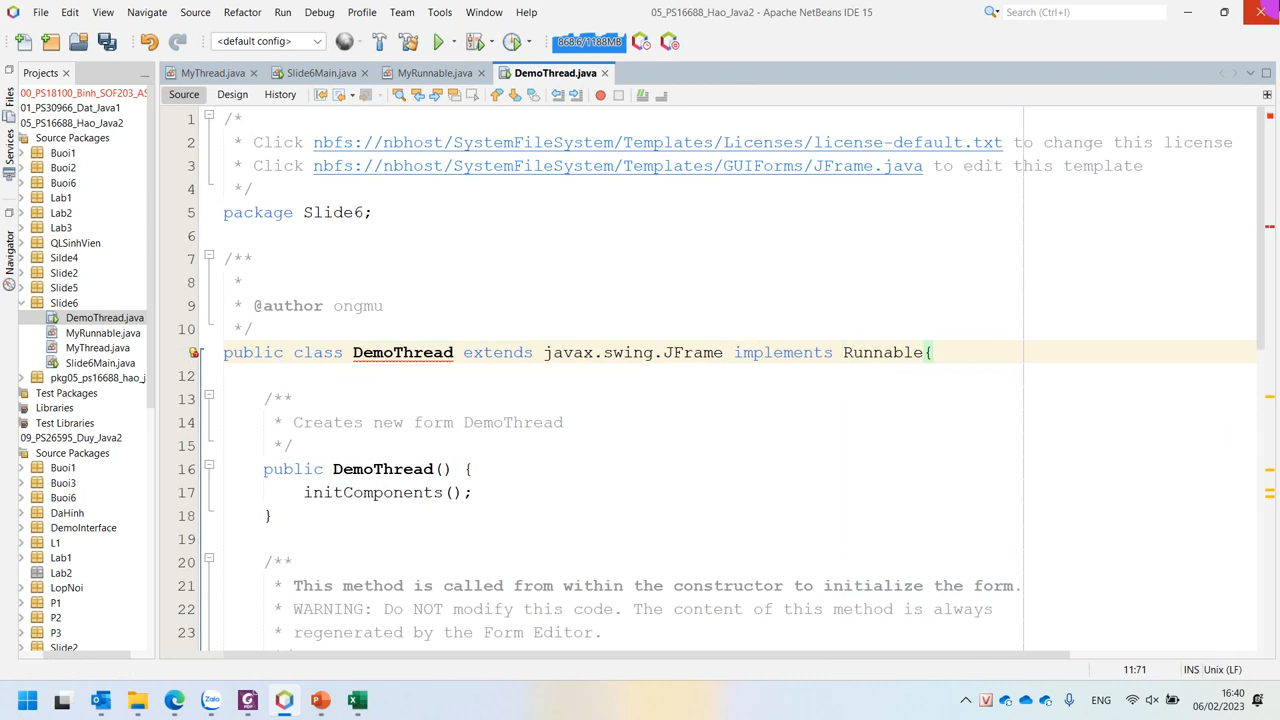 File Edit View Navigate Source Refactor Run Debug Profile Team Tools Window Help 05_PS16688_Hao_Java2 - Apache NetBeans IDE 15 Search (Ctrl+I)
<default config> 868.6/1188MB
Projects MyThread.java Slide6Main.java MyRunnable.java DemoThread.java
Source Design History
Files
Services
Navigator
00_PS18100_Binh_SOF203_AS
01_PS30966_Dat_Java1
05_PS16688_Hao_Java2
Source Packages
Buoi1
Buoi2
Buoi6
Lab1
Lab2
Lab3
QLSinhVien
Silde4
Slide2
Slide5
Slide6
DemoThread.java
MyRunnable.java
MyThread.java
Slide6Main.java
pkg05_ps16688_hao_j
Test Packages
Libraries
Test Libraries
09_PS26595_Duy_Java2
Source Packages
Buoi1
Buoi3
Buoi6
DaHinh
DemoInterface
L1
Lab1
Lab2
LopNoi
P1
P2
P3
Slide2
1 /*
2 * Click nbfs://nbhost/SystemFileSystem/Templates/Licenses/license-default.txt to change this license
3 * Click nbfs://nbhost/SystemFileSystem/Templates/GUIForms/JFrame.java to edit this template
4 */
5 package Slide6;
6
7 /**
8 *
9 * @author ongmu
10 */
public class DemoThread extends javax.swing.JFrame implements Runnable{
12
13 /**
14 * Creates new form DemoThread
15 */
16 public DemoThread() {
17 initComponents();
18 }
19
20 /**
21 * This method is called from within the constructor to initialize the form.
22 * WARNING: Do NOT modify this code. The content of this method is always
23 * regenerated by the Form Editor.
11:71 INS Unix (LF)
Zalo ENG 16:40
06/02/2023